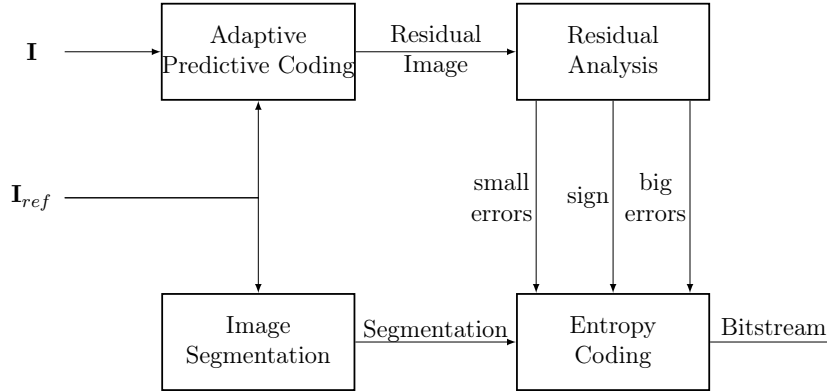 I
Adaptive
Predictive Coding
Residual
Image
Residual
Analysis
I_ref
small
errors
sign
big
errors
Image
Segmentation
Segmentation
Entropy
Coding
Bitstream